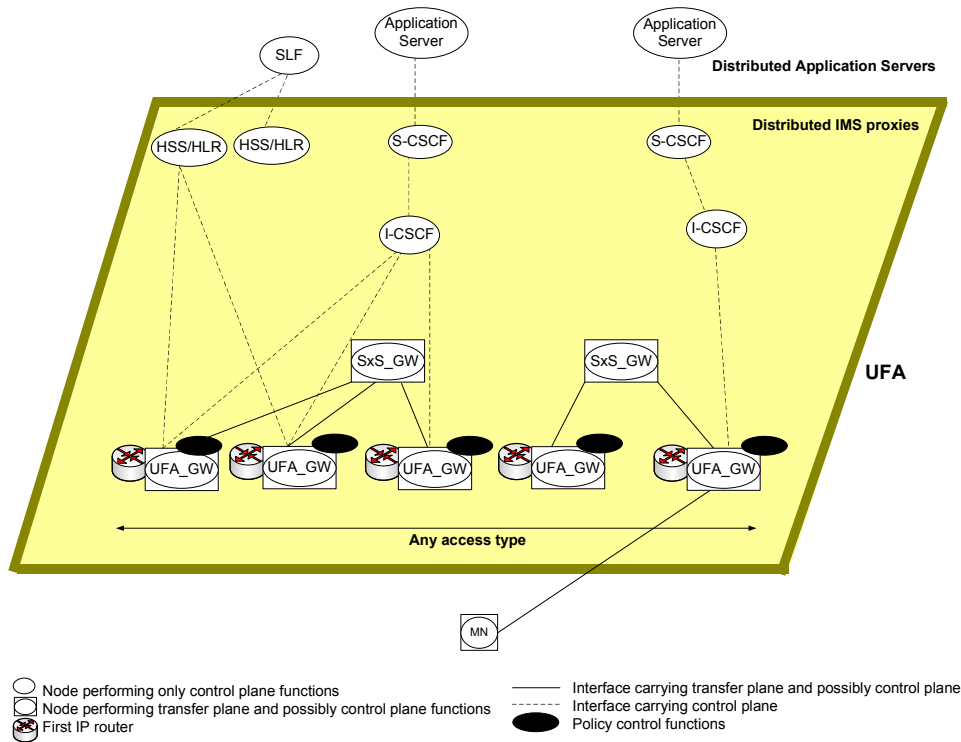 Application
Server
Application
Server
SLF
Distributed Application Servers
Distributed IMS proxies
HSS/HLR
HSS/HLR
S-CSCF
S-CSCF
I-CSCF
I-CSCF
SxS_GW
SxS_GW
UFA
UFA_GW
UFA_GW
UFA_GW
UFA_GW
UFA_GW
Any access type
MN
Node performing only control plane functions
Node performing transfer plane and possibly control plane functions
First IP router
Interface carrying transfer plane and possibly control plane
Interface carrying control plane
Policy control functions